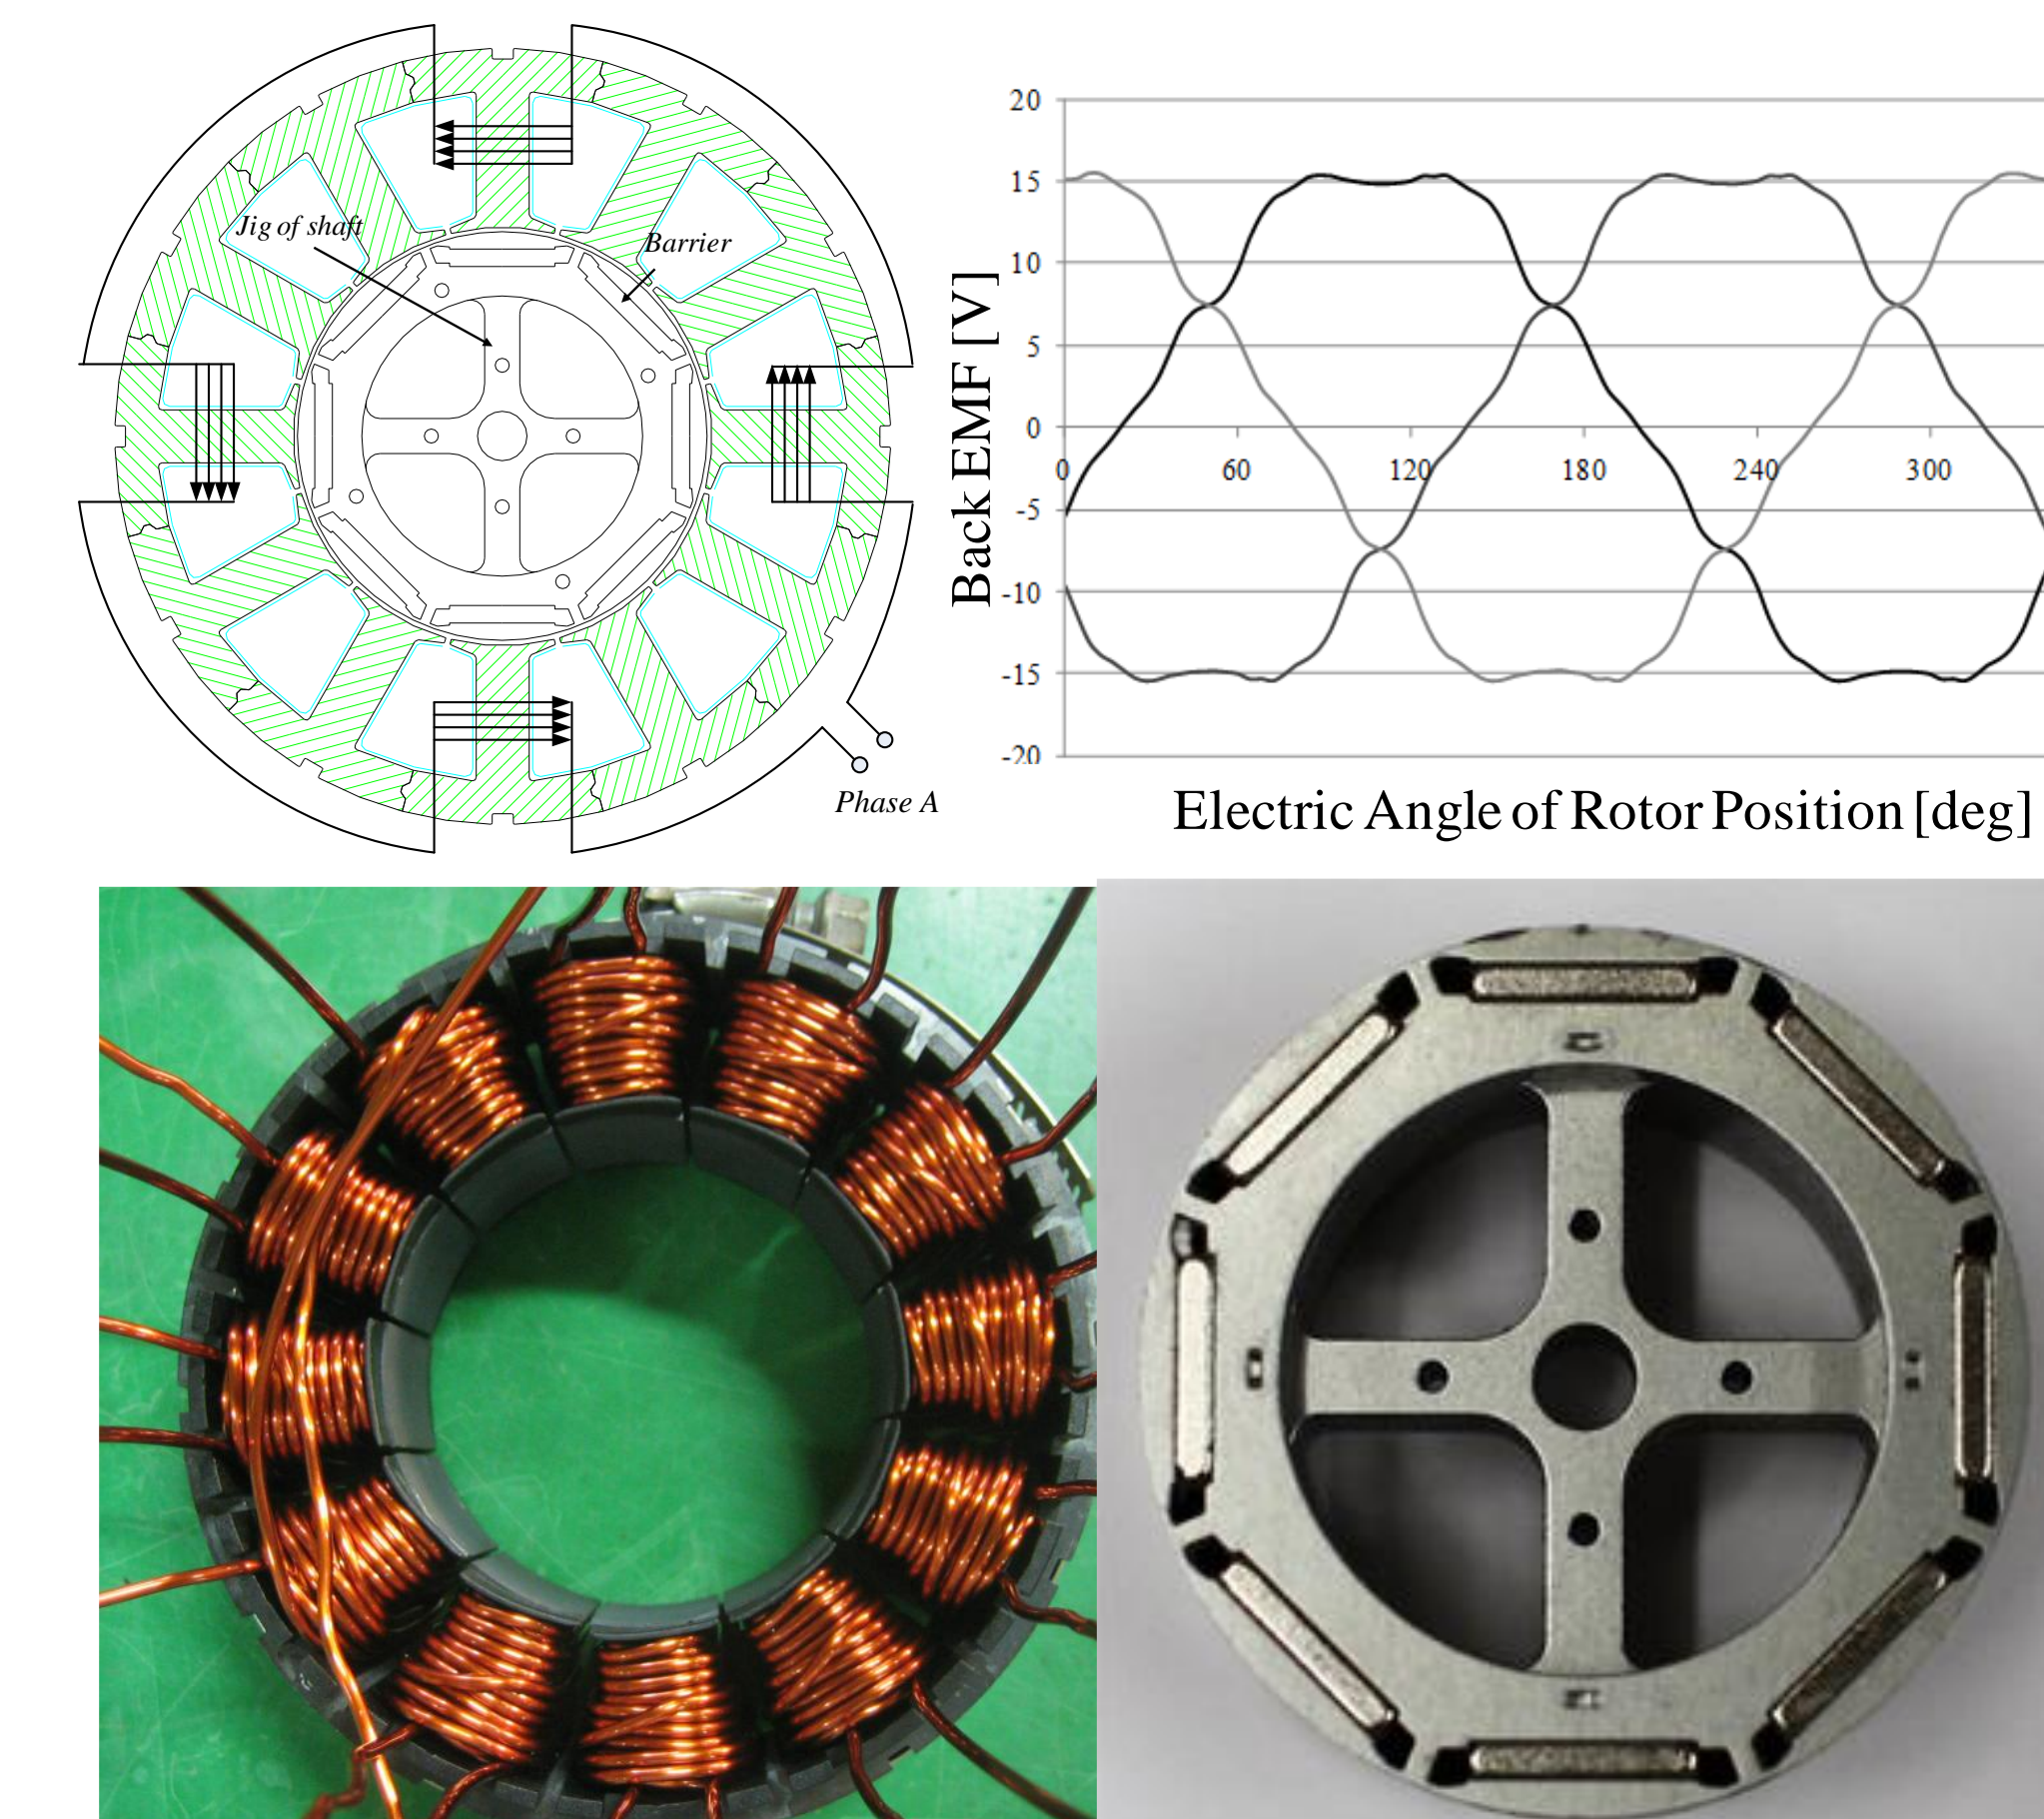 Jig of shaft
Barrier
Phase A
Back EMF [V]
20
15
10
5
0
-5
-10
-15
-20
0 60 120 180 240 300
Electric Angle of Rotor Position [deg]